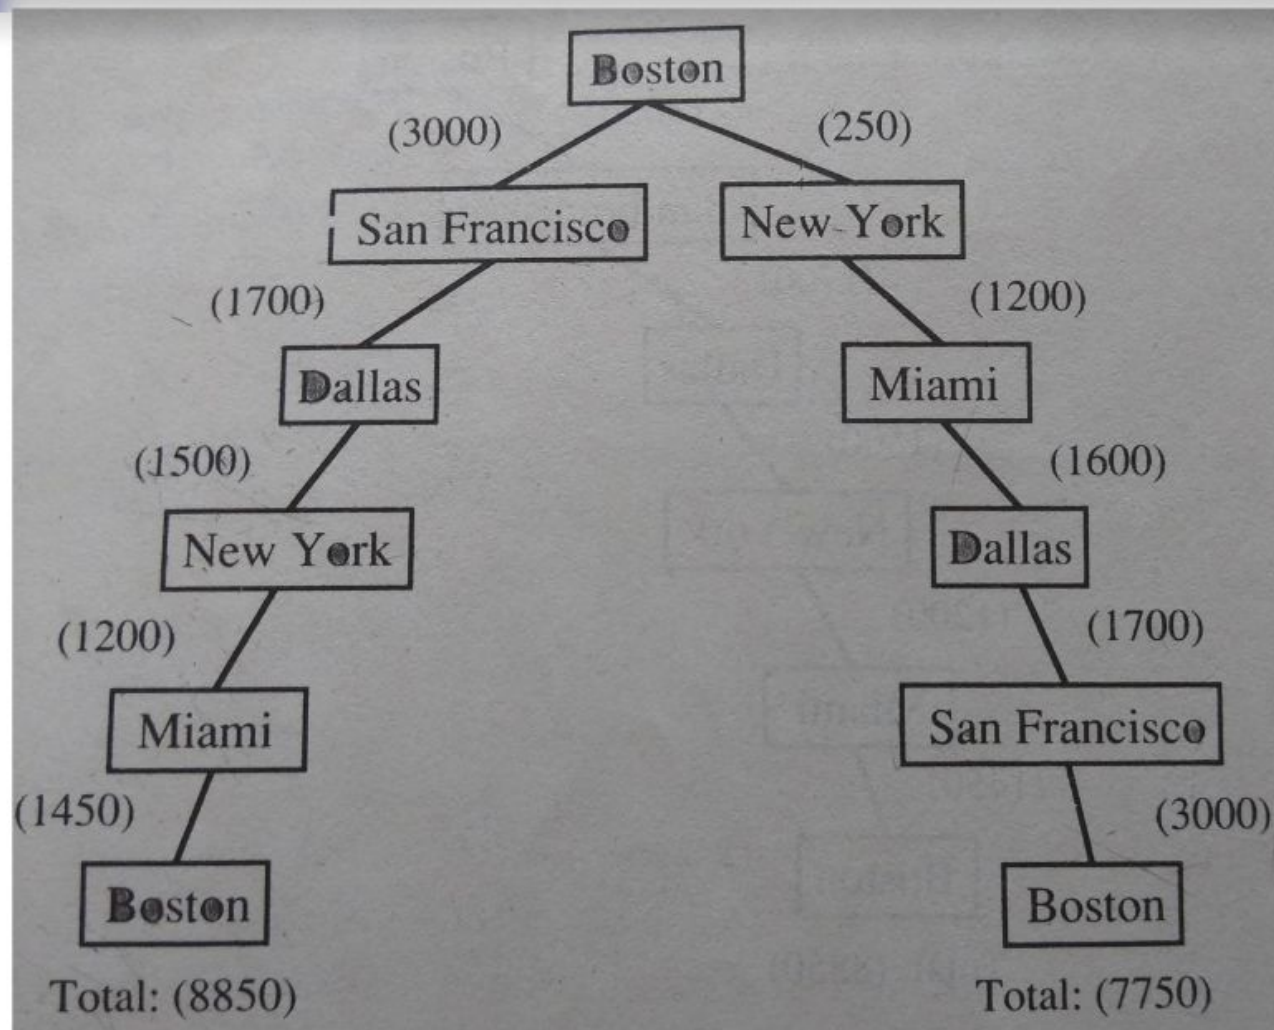 Boston
(3000) (250)
San Francisco New York
(1700) (1200)
Dallas Miami
(1500) (1600)
New York Dallas
(1200) (1700)
Miami San Francisco
(1450) (3000)
Boston Boston
Total: (8850) Total: (7750)